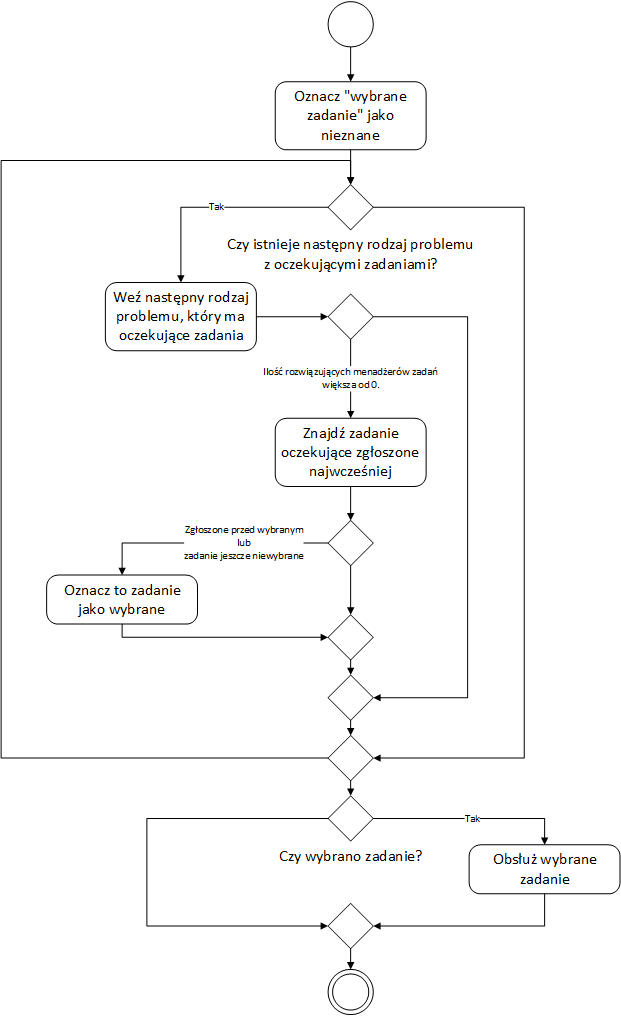 Oznacz "wybrane
zadanie" jako
nieznane
Tak
Czy istnieje następny rodzaj problemu
z oczekującymi zadaniami?
Weź następny rodzaj
problemu, który ma
oczekujące zadania
Ilość rozwiązujących menadżerów zadań
większa od 0.
Znajdź zadanie
oczekujące zgłoszone
najwcześniej
Zgłoszone przed wybranym
lub
zadanie jeszcze niewybrane
Oznacz to zadanie
jako wybrane
Tak
Czy wybrano zadanie?
Obsłuż wybrane
zadanie